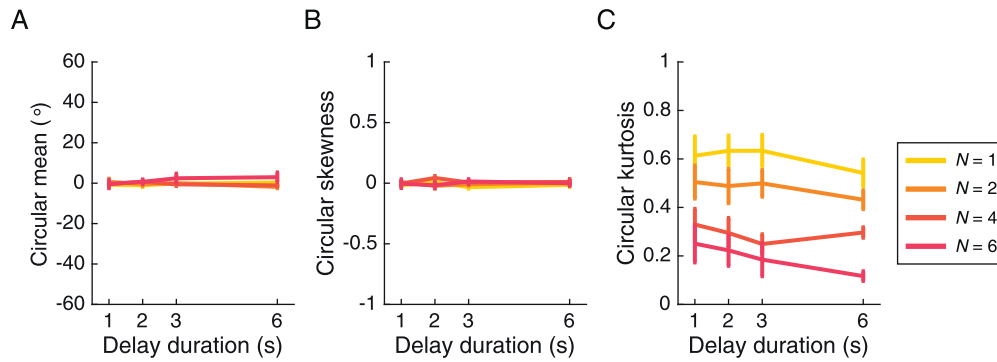 A
B
C
Circular mean (°)
60
40
20
0
-20
-40
-60
1 2 3 6
Delay duration (s)
Circular skewness
1
0.5
0
-0.5
-1
1 2 3 6
Delay duration (s)
Circular kurtosis
1
0.8
0.6
0.4
0.2
0
1 2 3 6
Delay duration (s)
N = 1
N = 2
N = 4
N = 6